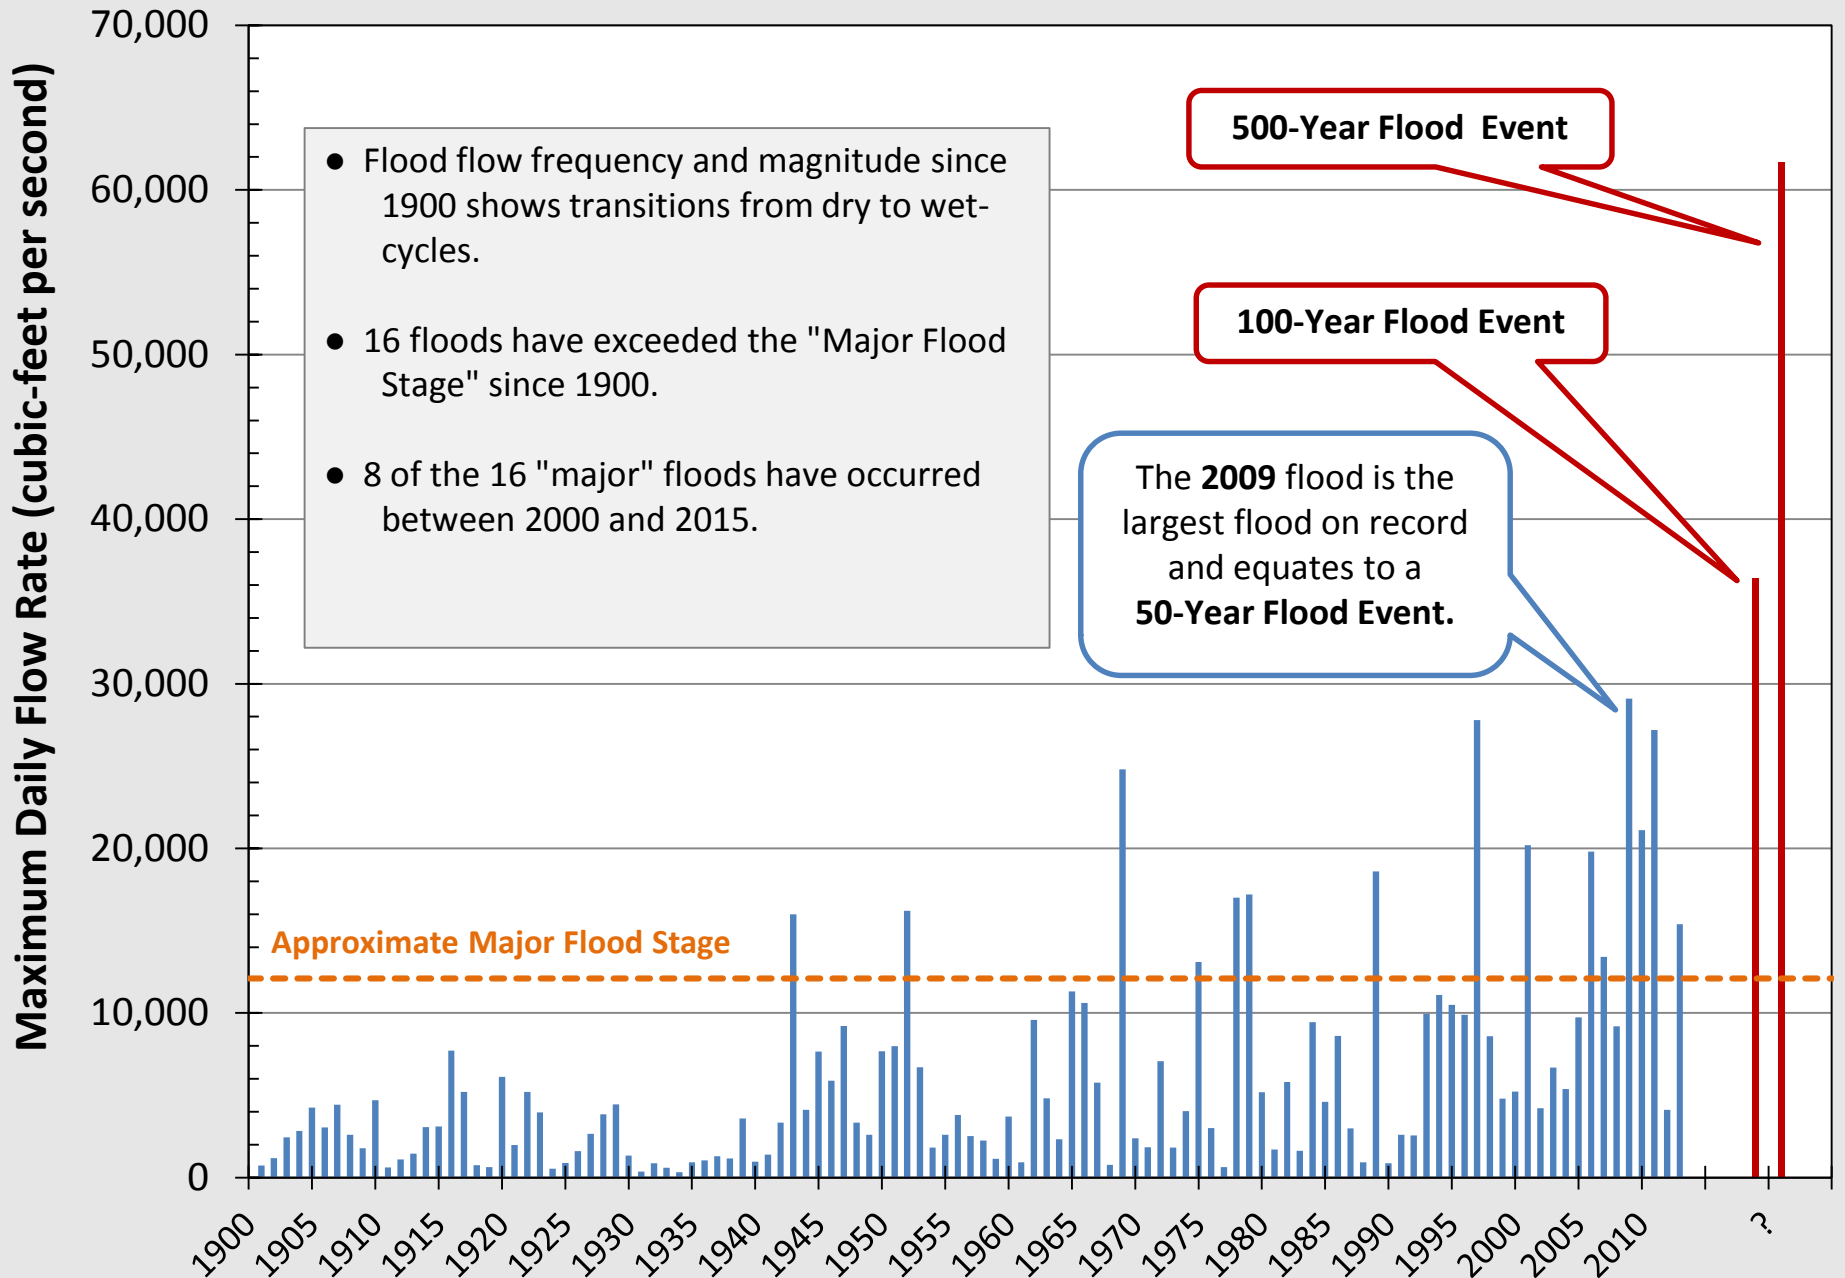 Maximum Daily Flow Rate (cubic-feet per second)
70,000
60,000
50,000
40,000
30,000
20,000
10,000
0
● Flood flow frequency and magnitude since
1900 shows transitions from dry to wet-
cycles.
● 16 floods have exceeded the "Major Flood
Stage" since 1900.
● 8 of the 16 "major" floods have occurred
between 2000 and 2015.
500-Year Flood Event
100-Year Flood Event
The 2009 flood is the
largest flood on record
and equates to a
50-Year Flood Event.
Approximate Major Flood Stage
1900
1905
1910
1915
1920
1925
1930
1935
1940
1945
1950
1955
1960
1965
1970
1975
1980
1985
1990
1995
2000
2005
2010
?